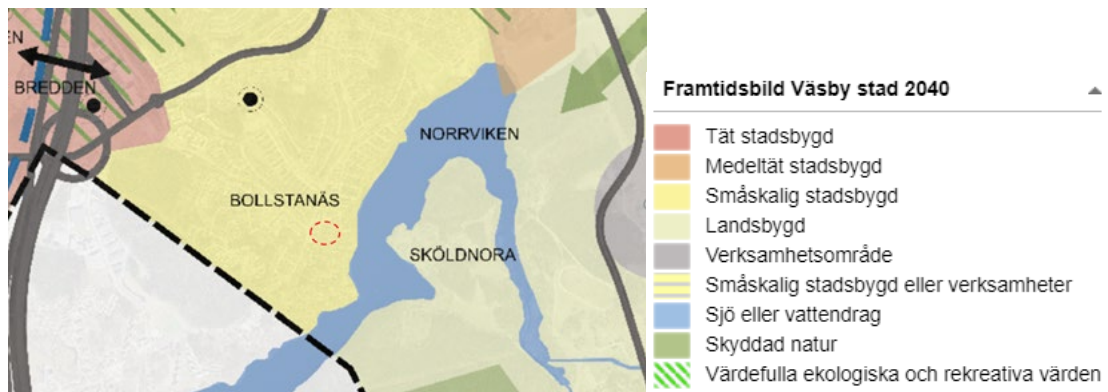 EN
BREDDEN
NORRVIKEN
BOLLSTANÄS
SKÖLDNORA
Framtidsbild Väsby stad 2040
Tät stadsbygd
Medeltät stadsbygd
Småskalig stadsbygd
Landsbygd
Verksamhetsområde
Småskalig stadsbygd eller verksamheter
Sjö eller vattendrag
Skyddad natur
Värdefulla ekologiska och rekreativa värden